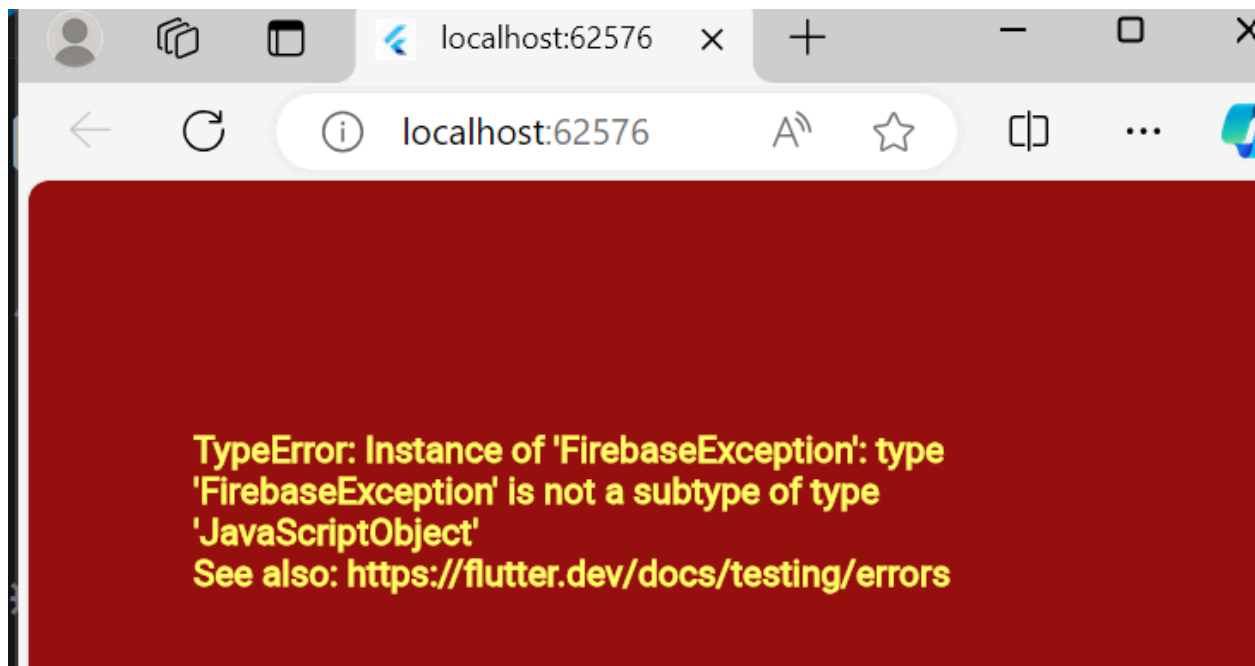 localhost:62576
localhost:62576
TypeError: Instance of 'FirebaseException': type
'FirebaseException' is not a subtype of type
'JavaScriptObject'
See also: https://flutter.dev/docs/testing/errors